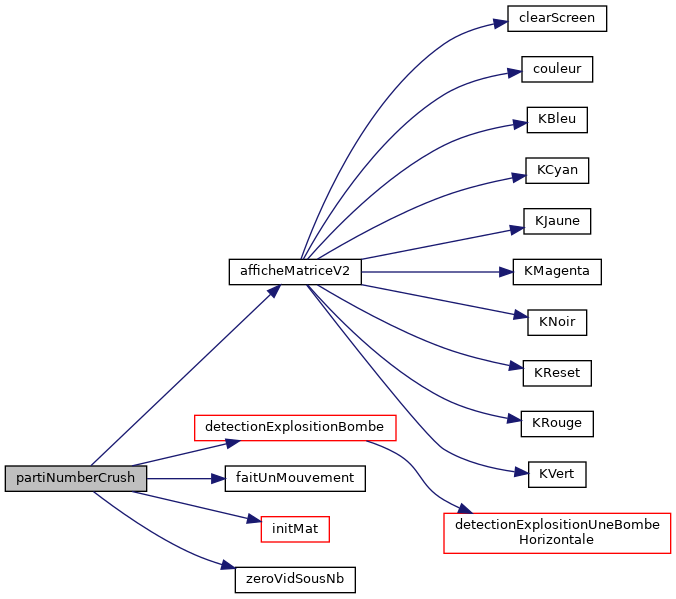 clearScreen
couleur
KBleu
KCyan
KJaune
afficheMatriceV2
KMagenta
KNoir
KReset
KRouge
detectionExplositionBombe
KVert
partiNumberCrush
faitUnMouvement
detectionExplositionUneBombe
Horizontale
initMat
zeroVidSousNb